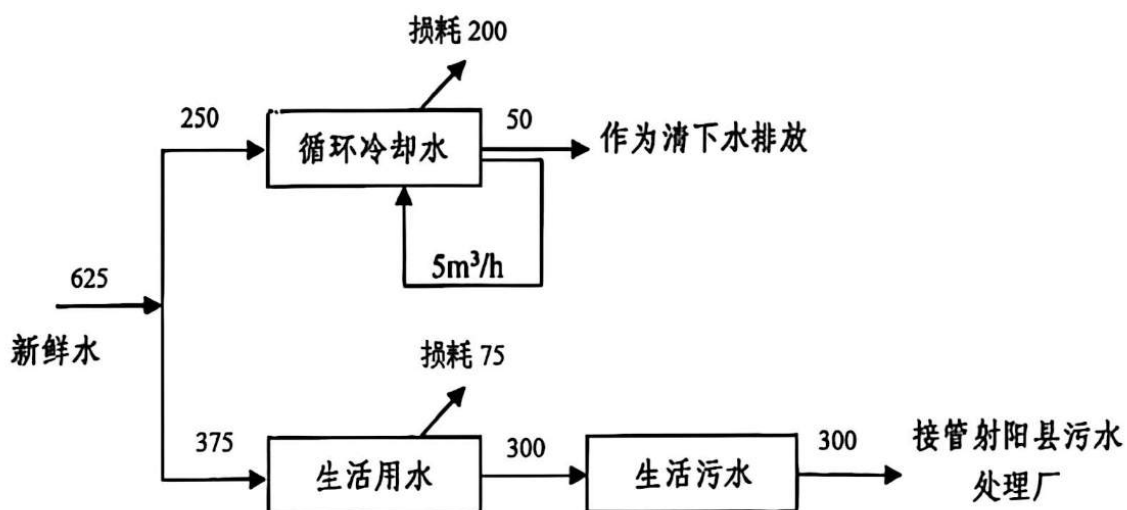 损耗 200
250
循环冷却水
50
作为清下水排放
5m³/h
625
新鲜水
损耗 75
375
生活用水
300
生活污水
300
接管射阳县污水
处理厂